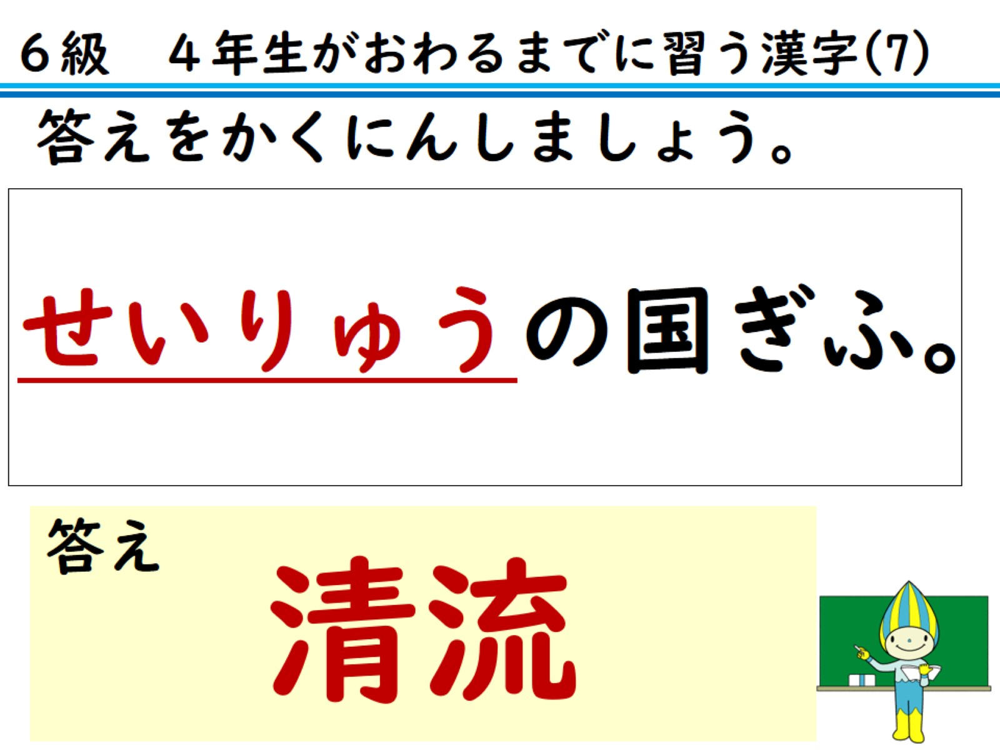 ６級　４年生がおわるまでに習う漢字(7)
答えをかくにんしましょう。
せいりゅうの国ぎふ。
答え
清流